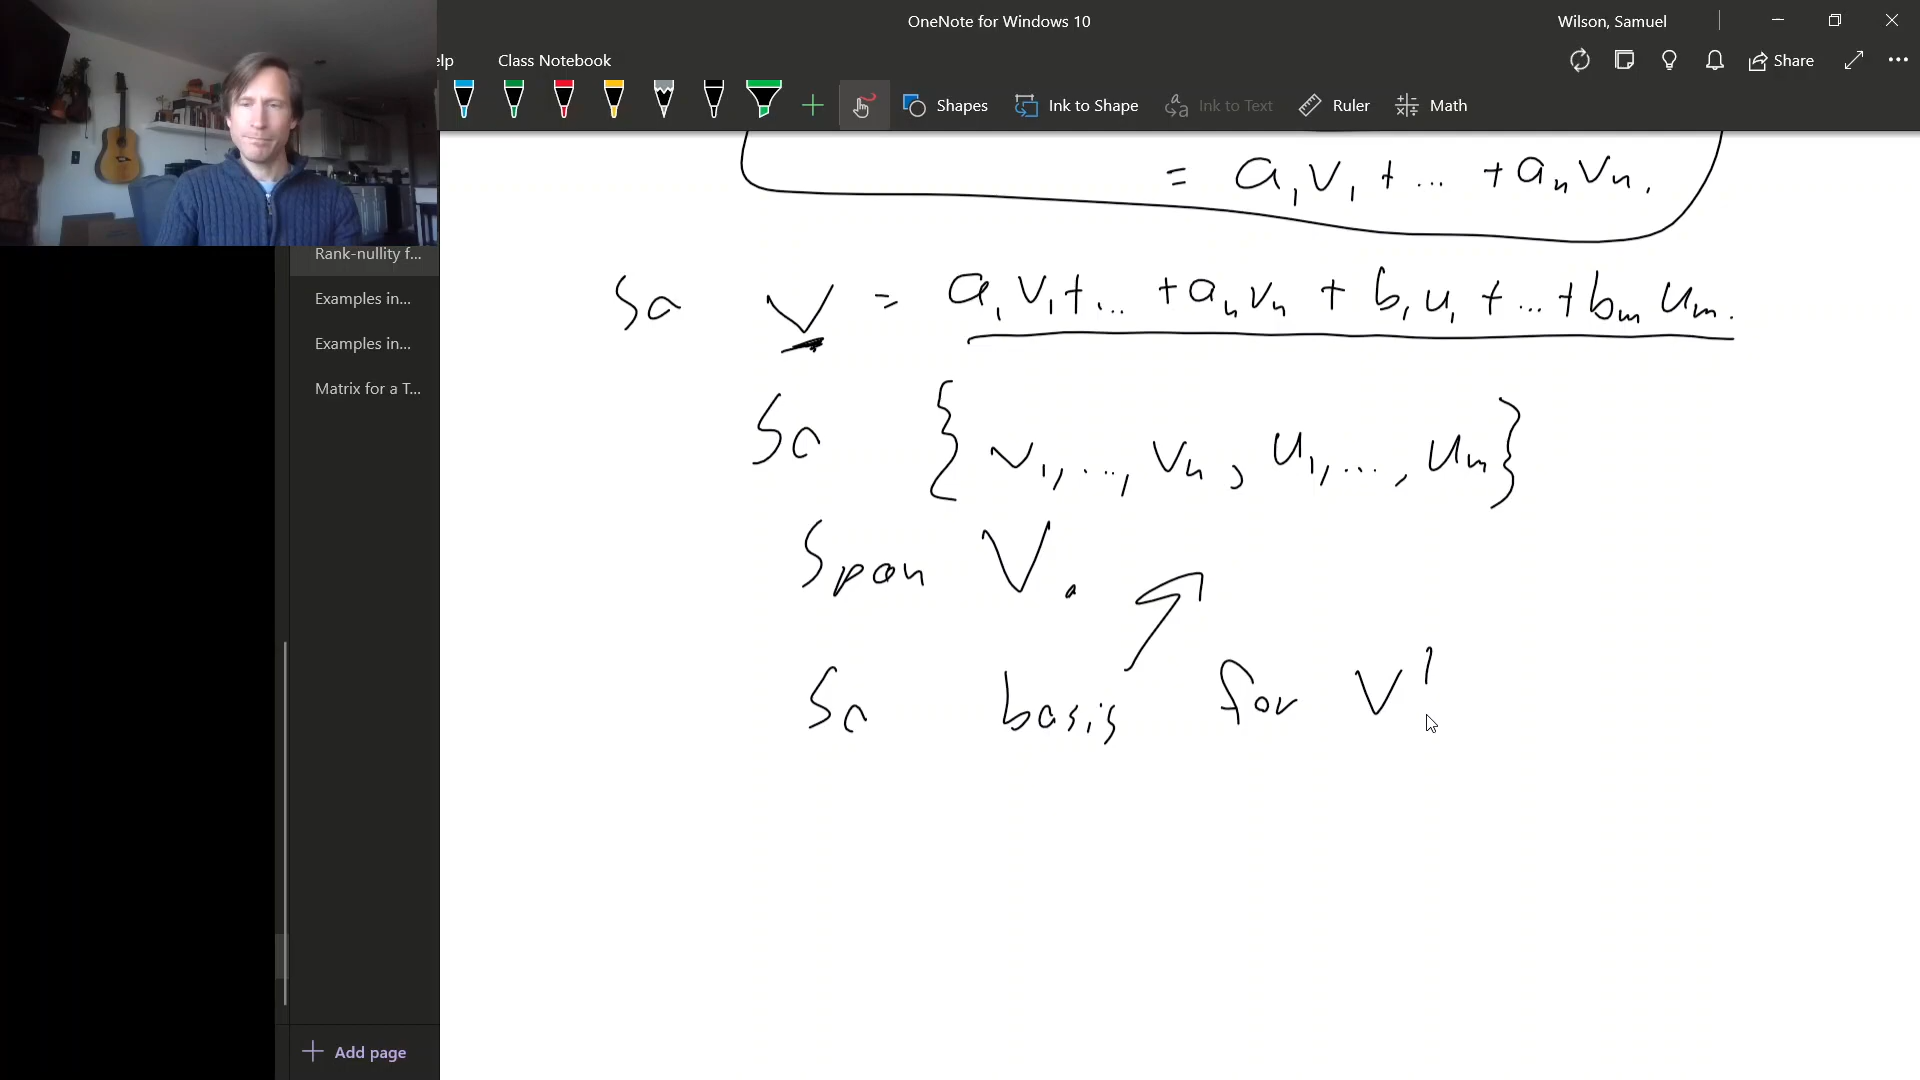 OneNote for Windows 10
Wilson, Samuel
elp Class Notebook
Share
Shapes Ink to Shape Ink to Text Ruler Math
= a₁v₁ + ... + aₙvₙ.
So v = a₁v₁ + ... + aₙvₙ + b₁u₁ + ... + bₘuₘ.
So {v₁, ..., vₙ, u₁, ..., uₘ}
Span V.
So basis for V!
Rank-nullity f...
Examples in...
Examples in...
Matrix for a T...
Add page